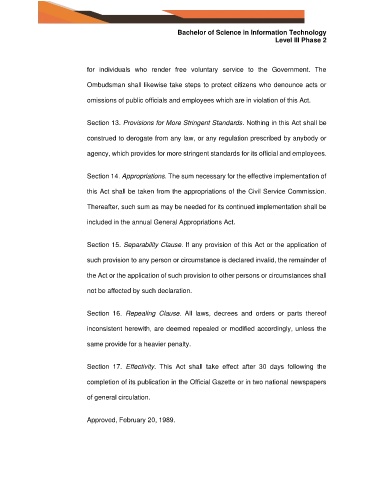 Bachelor of Science in Information Technology
Level III Phase 2
for individuals who render free voluntary service to the Government. The
Ombudsman shall likewise take steps to protect citizens who denounce acts or
omissions of public officials and employees which are in violation of this Act.
Section 13. Provisions for More Stringent Standards. Nothing in this Act shall be
construed to derogate from any law, or any regulation prescribed by anybody or
agency, which provides for more stringent standards for its official and employees.
Section 14. Appropriations. The sum necessary for the effective implementation of
this Act shall be taken from the appropriations of the Civil Service Commission.
Thereafter, such sum as may be needed for its continued implementation shall be
included in the annual General Appropriations Act.
Section 15. Separability Clause. If any provision of this Act or the application of
such provision to any person or circumstance is declared invalid, the remainder of
the Act or the application of such provision to other persons or circumstances shall
not be affected by such declaration.
Section 16. Repealing Clause. All laws, decrees and orders or parts thereof
inconsistent herewith, are deemed repealed or modified accordingly, unless the
same provide for a heavier penalty.
Section 17. Effectivity. This Act shall take effect after 30 days following the
completion of its publication in the Official Gazette or in two national newspapers
of general circulation.
Approved, February 20, 1989.